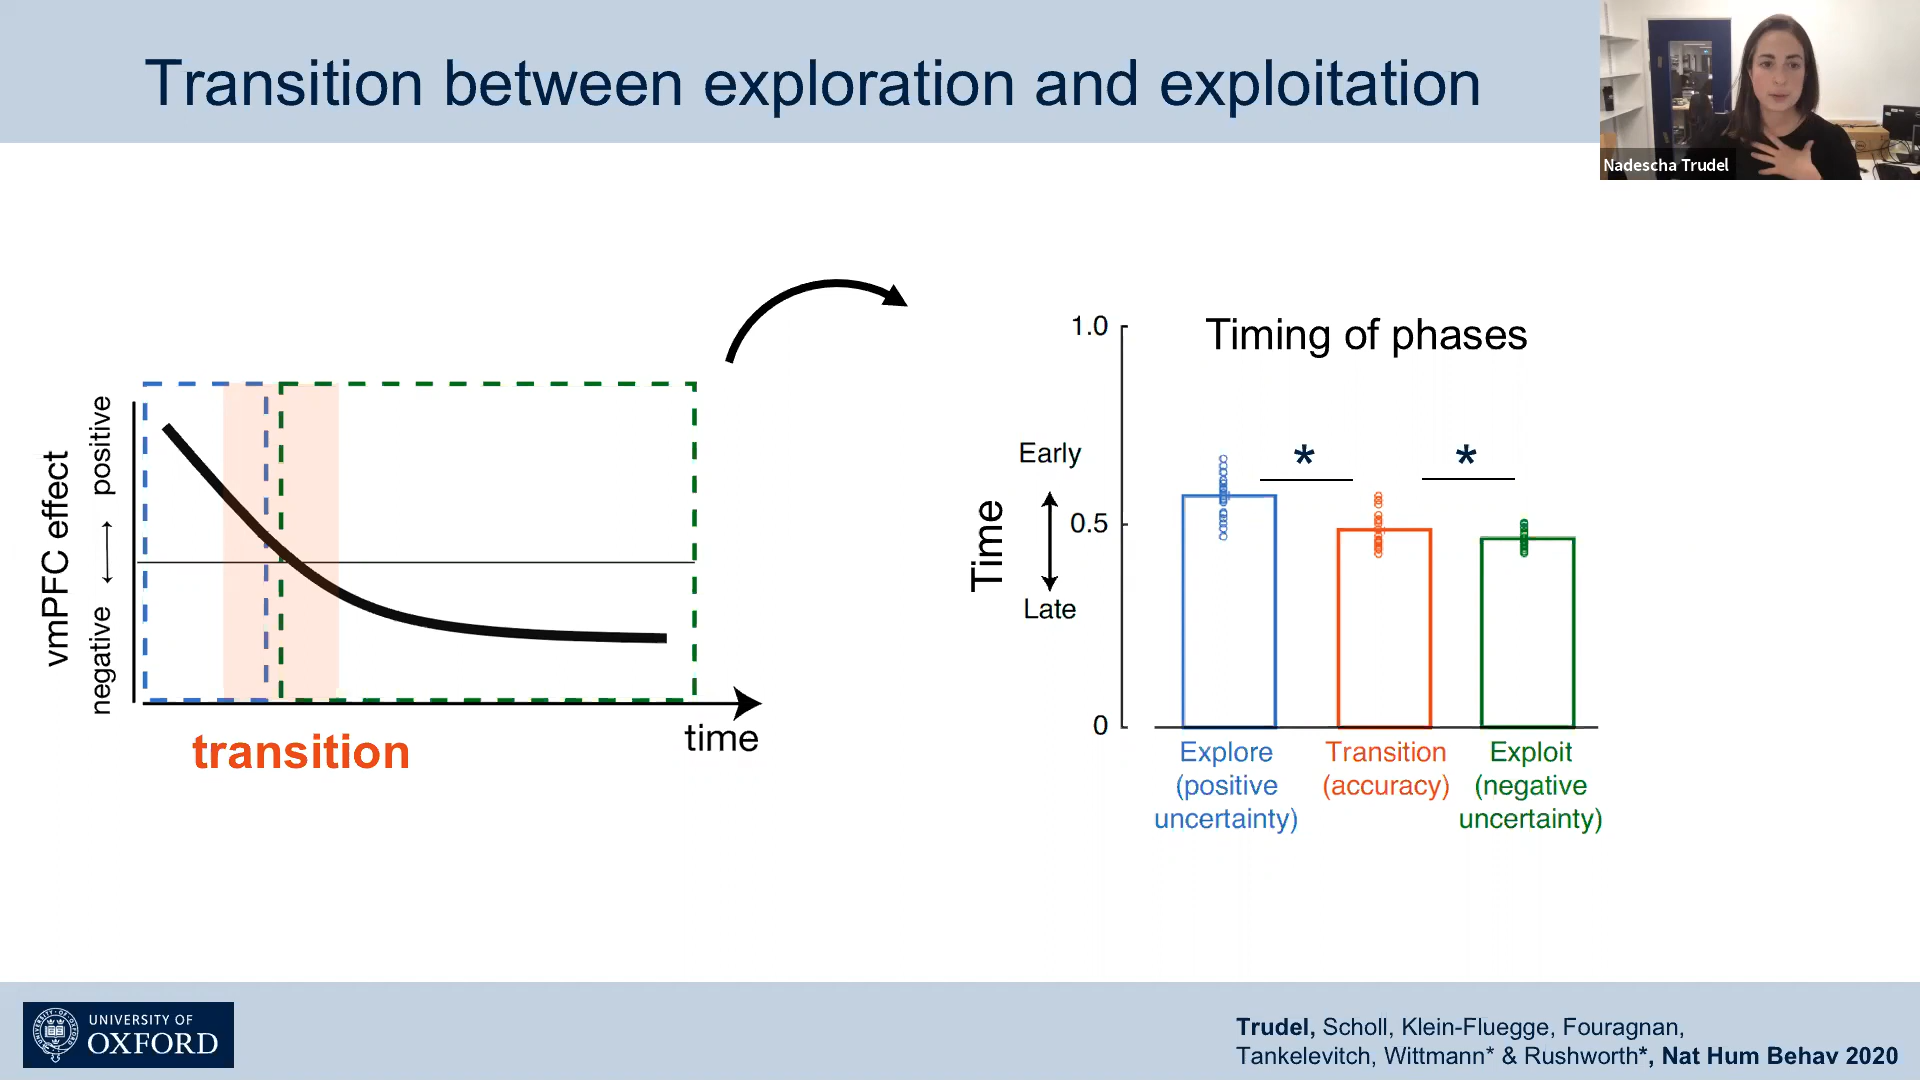 Transition between exploration and exploitation
Nadescha Trudel
vmPFC effect
negative ←→ positive
transition
time
Timing of phases
1.0
0.5
0
Time
Early
Late
*
*
Explore
(positive
uncertainty)
Transition
(accuracy)
Exploit
(negative
uncertainty)
UNIVERSITY OF
OXFORD
Trudel, Scholl, Klein-Fluegge, Fouragnan,
Tankelevitch, Wittmann* & Rushworth*, Nat Hum Behav 2020